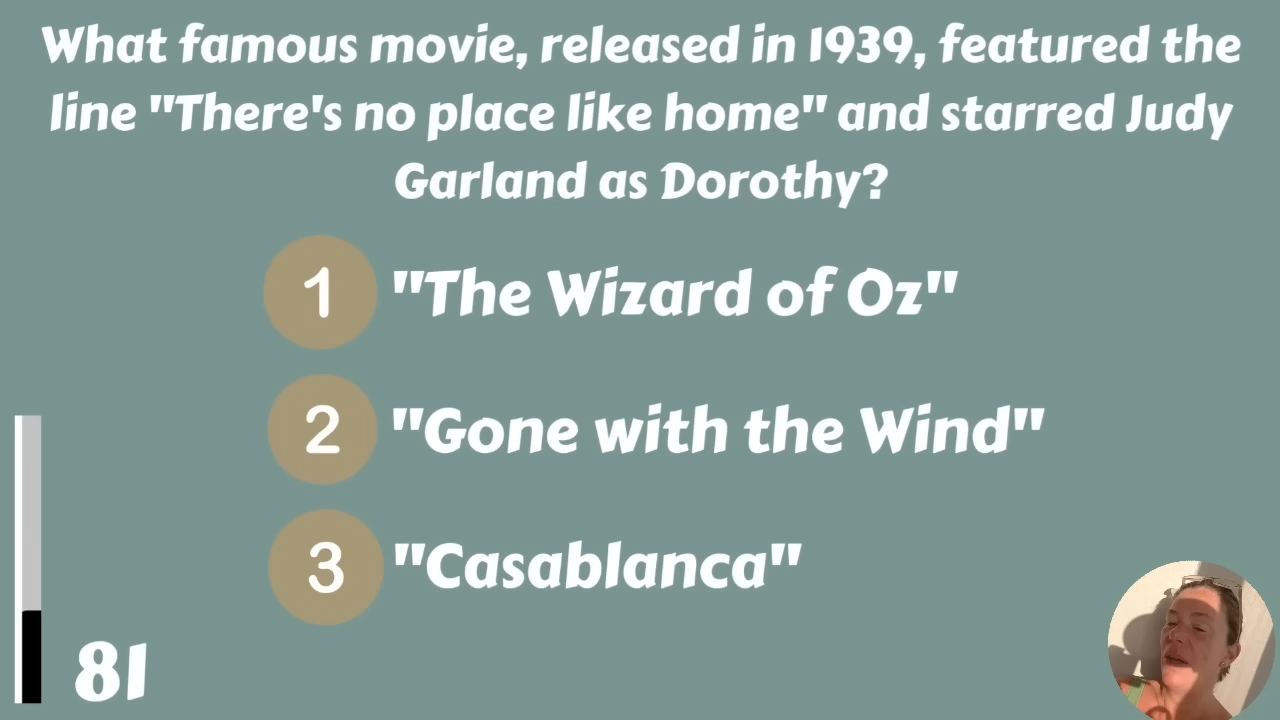 What famous movie, released in 1939, featured the
line "There's no place like home" and starred Judy
Garland as Dorothy?
1 "The Wizard of Oz"
2 "Gone with the Wind"
3 "Casablanca"
81